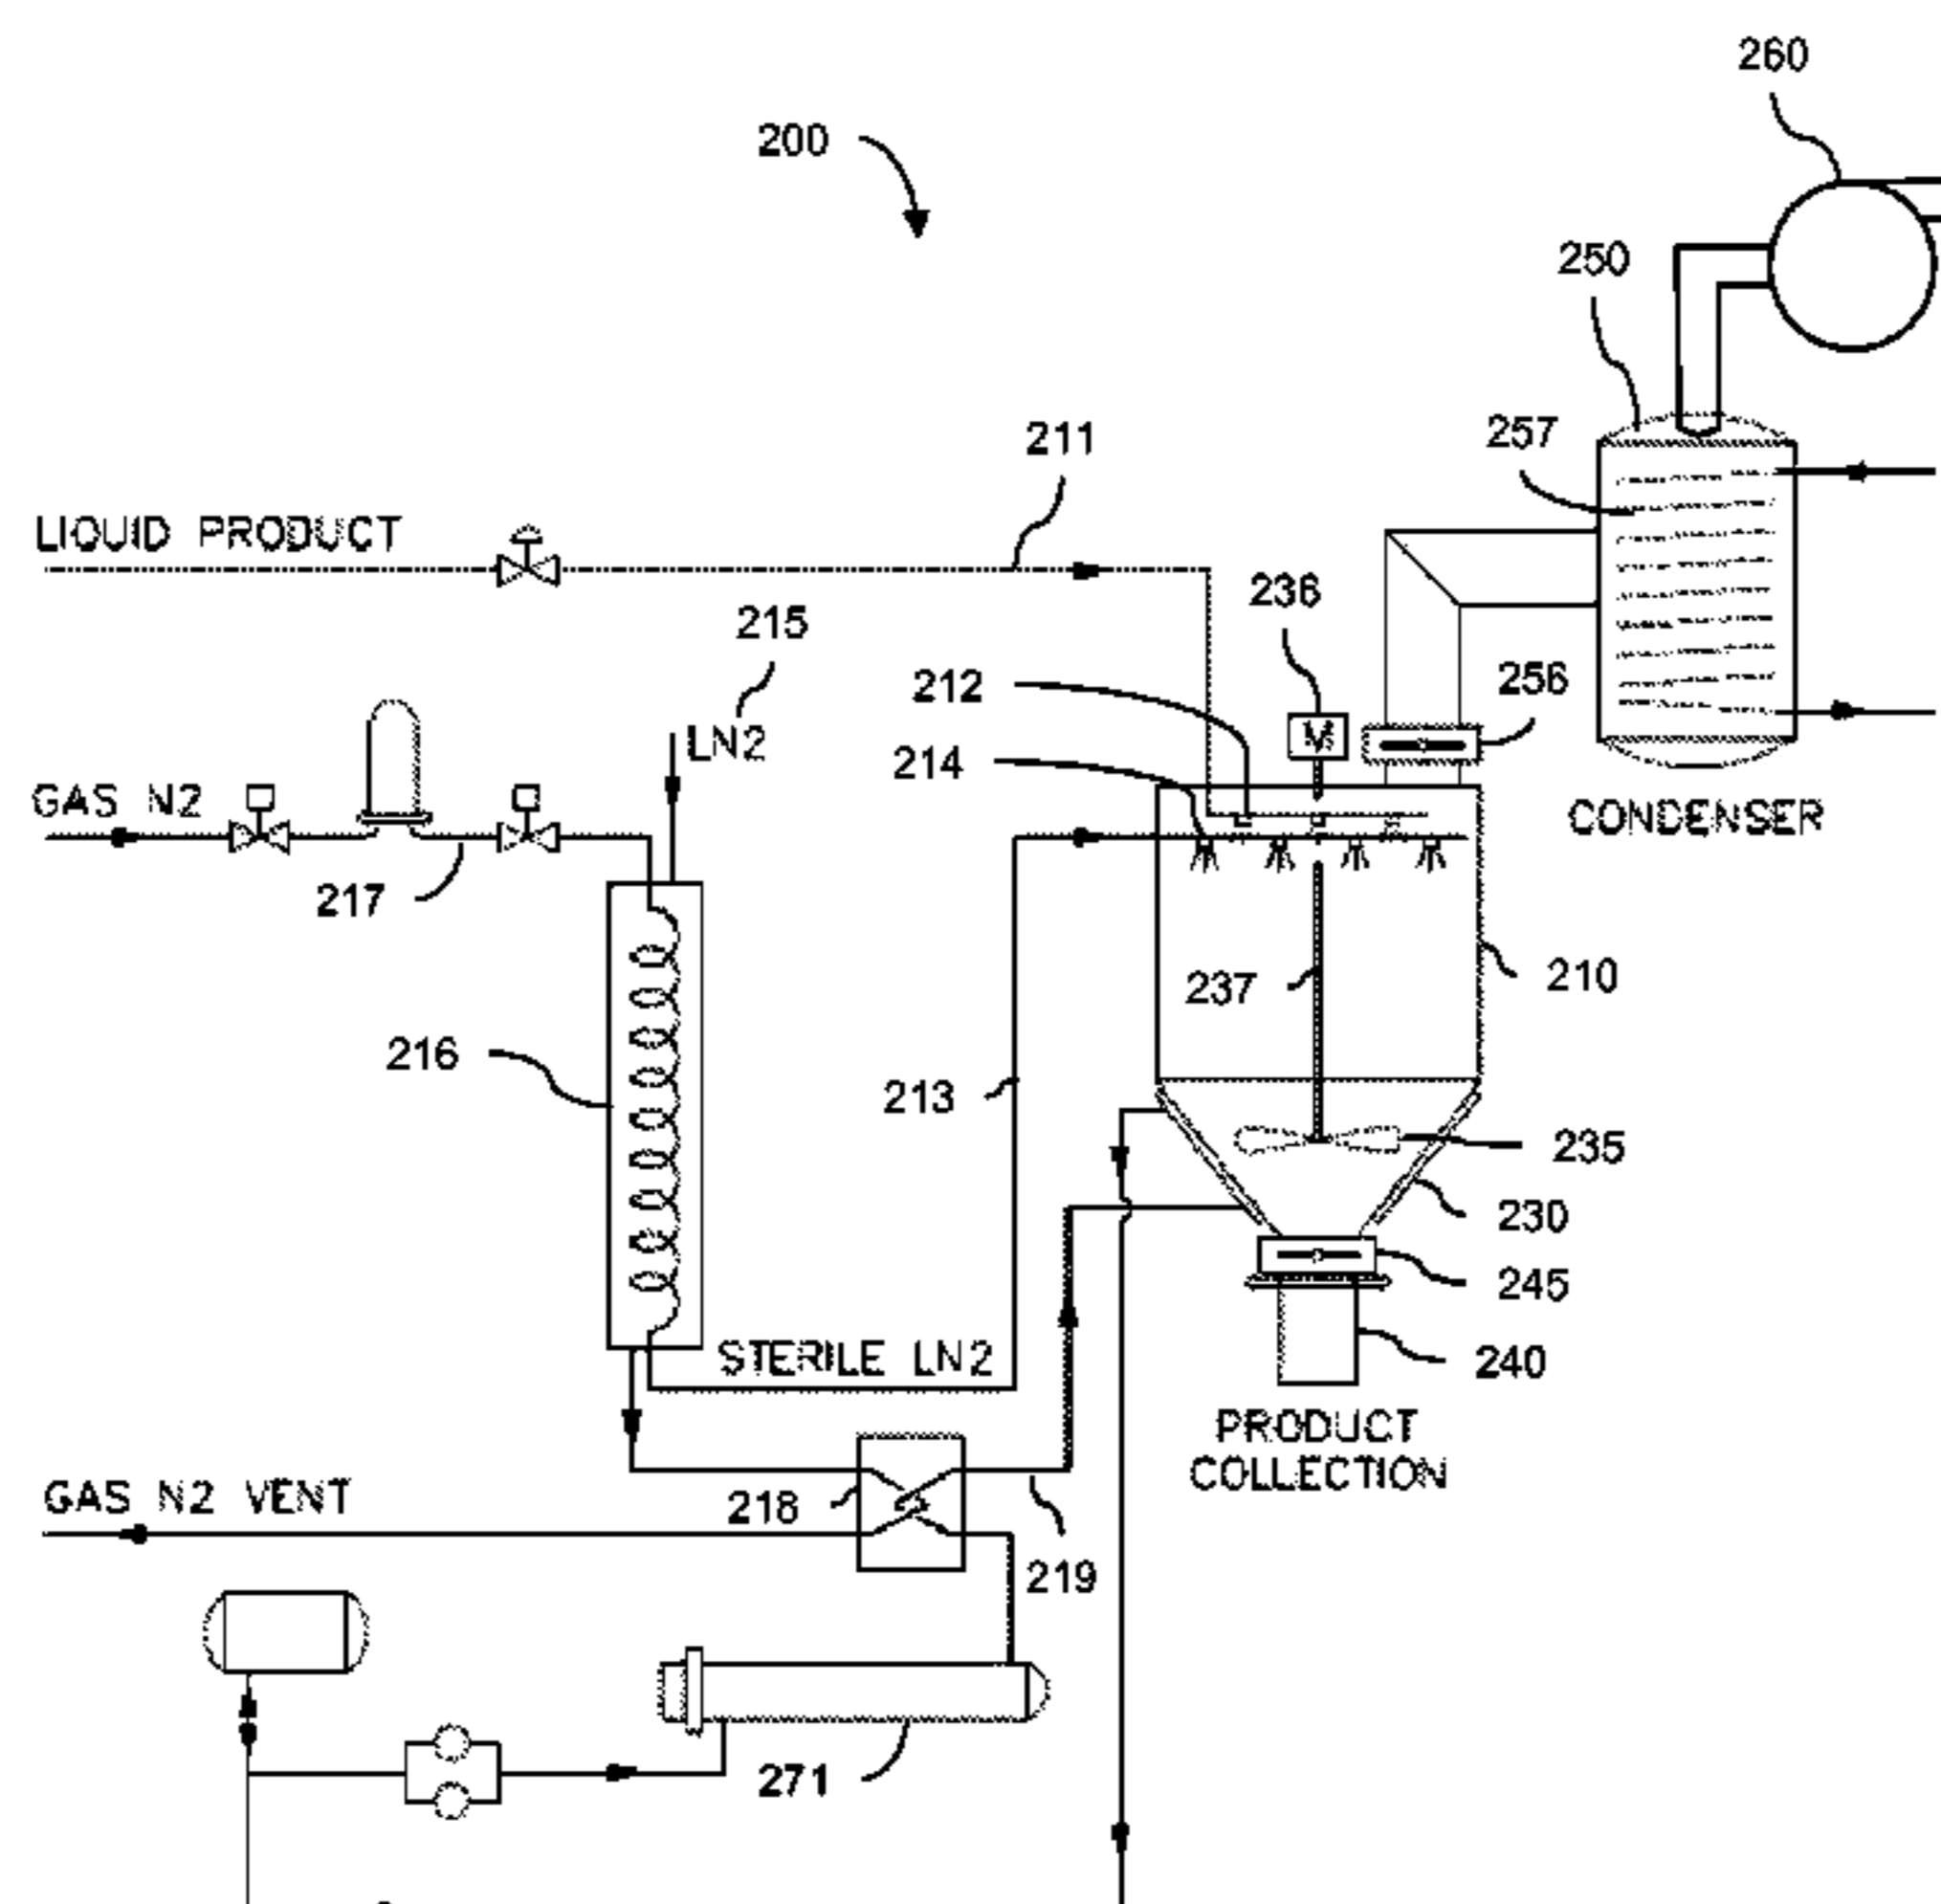 260
200
250
257
211
LIQUID PRODUCT
236
215
256
212
LN2
M
214
GAS N2
CONDENSER
217
210
237
216
213
235
230
245
STERILE LN2
240
PRODUCT
COLLECTION
GAS N2 VENT
218
219
271